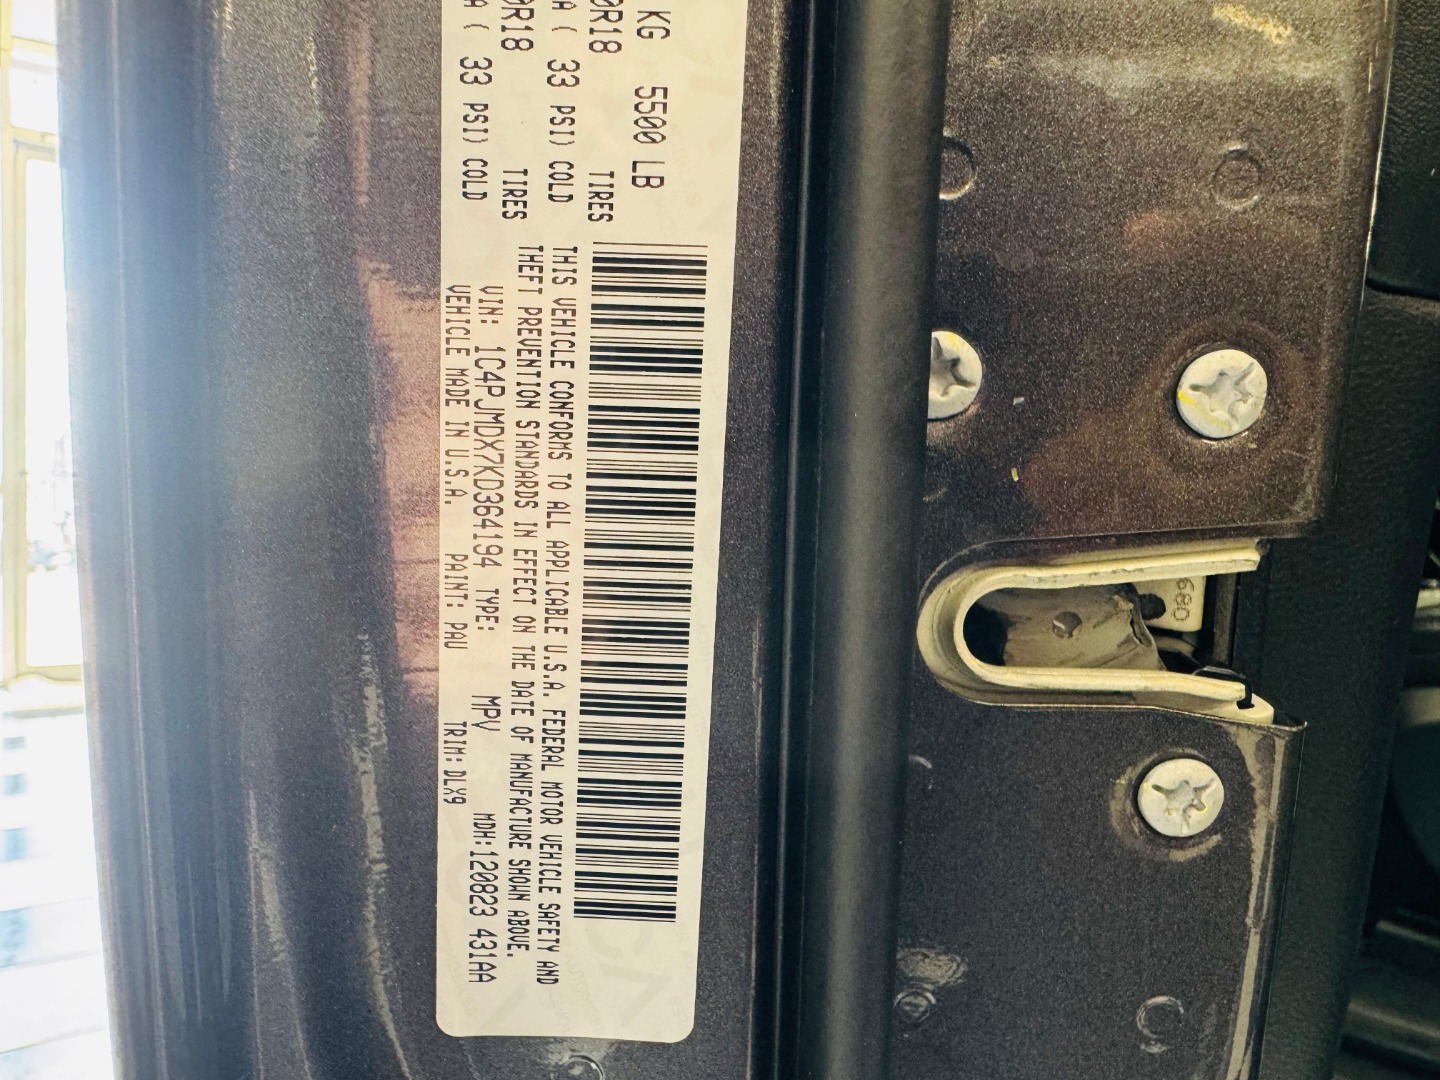 KG 5500 LB
0R18 TIRES
A ( 33 PSI) COLD
0R18 TIRES
A ( 33 PSI) COLD
THIS VEHICLE CONFORMS TO ALL APPLICABLE U.S.A. FEDERAL MOTOR VEHICLE SAFETY AND
THEFT PREVENTION STANDARDS IN EFFECT ON THE DATE OF MANUFACTURE SHOWN ABOVE.
VIN: 1C4PJMDX7KD364194 TYPE: MPV MDH:120823 431AA
VEHICLE MADE IN U.S.A. PAINT: PAU TRIM: DLX9